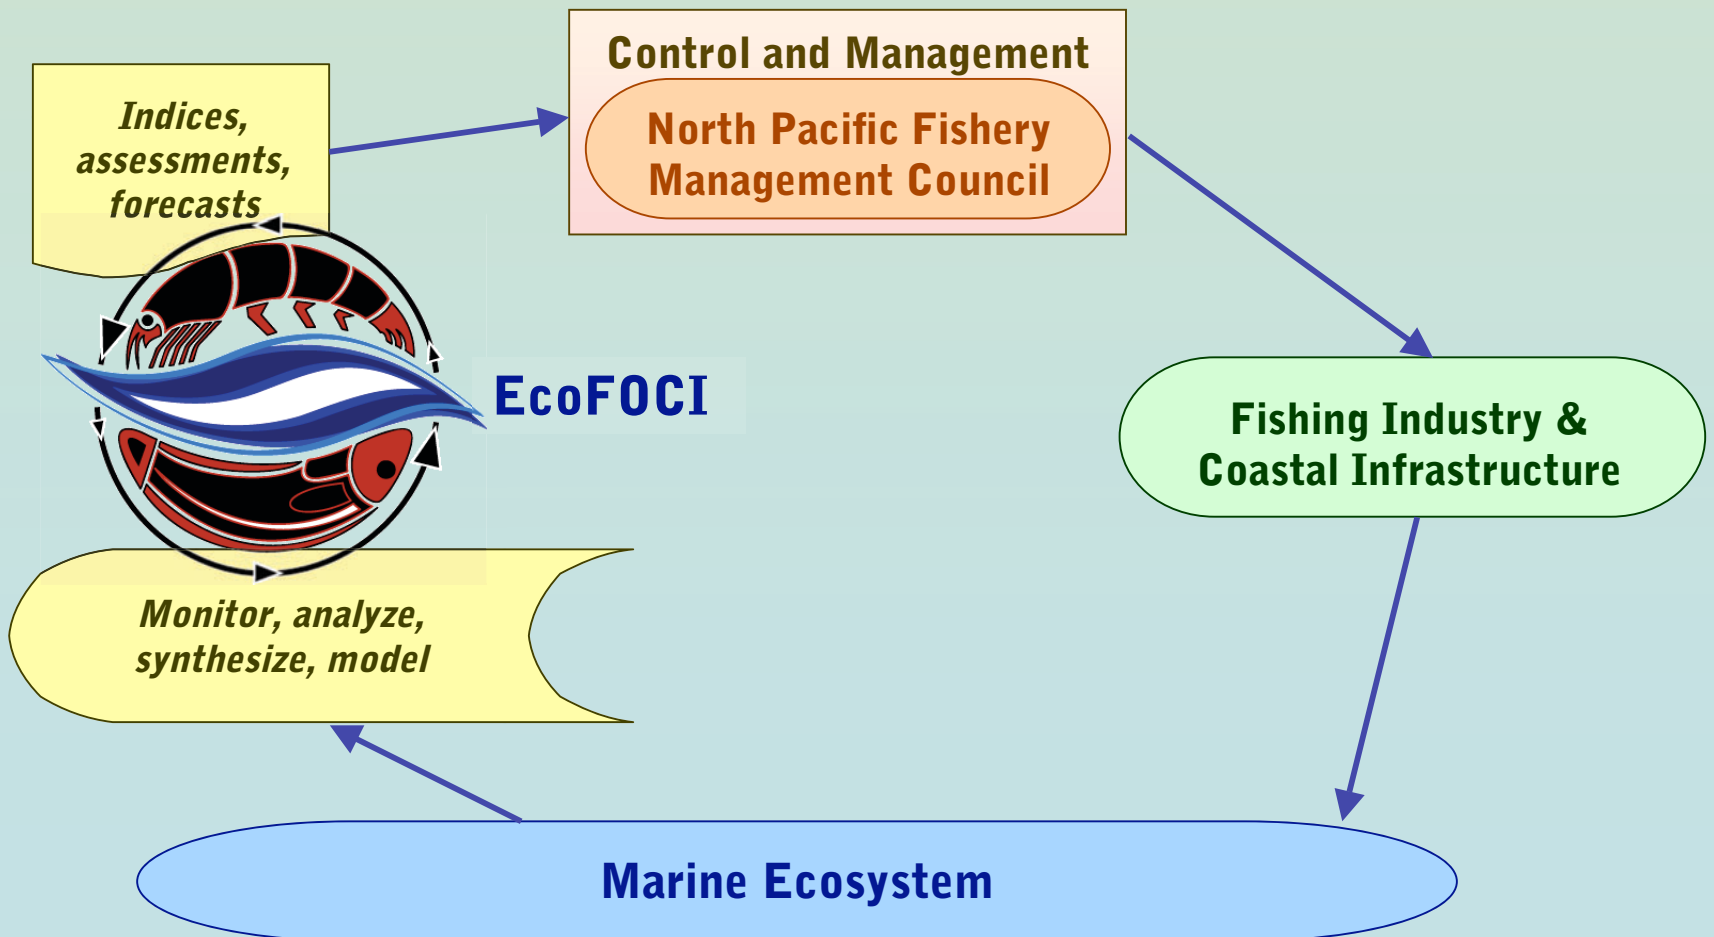 Control and Management
North Pacific Fishery
Management Council
Indices,
assessments,
forecasts
EcoFOCI
Fishing Industry &
Coastal Infrastructure
Monitor, analyze,
synthesize, model
Marine Ecosystem